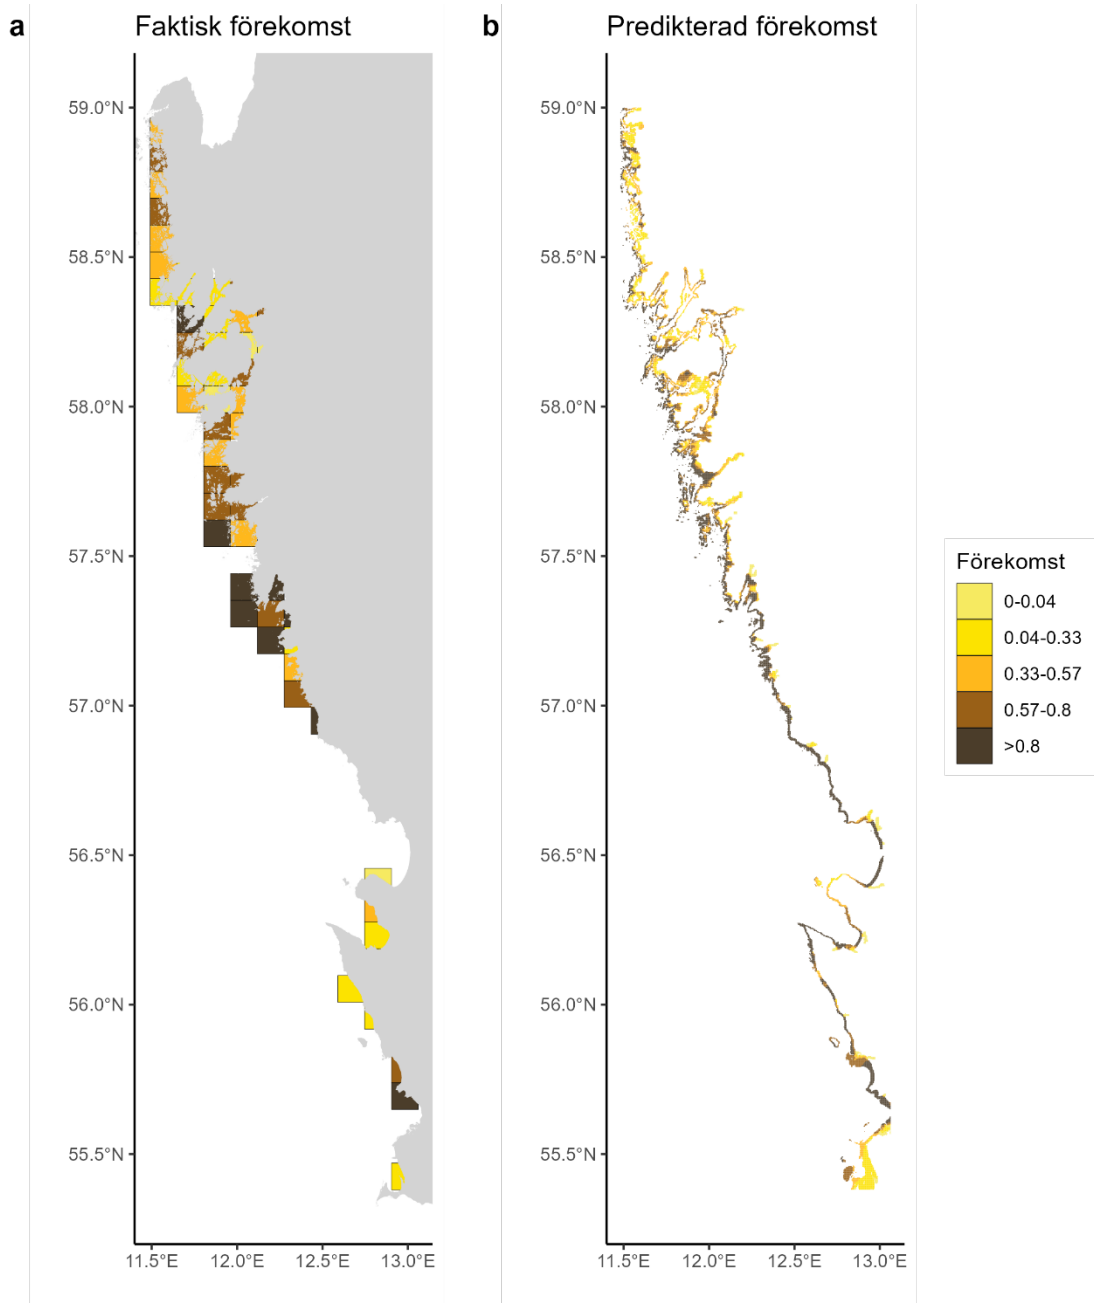 a
Faktisk förekomst
59.0°N
58.5°N
58.0°N
57.5°N
57.0°N
56.5°N
56.0°N
55.5°N
11.5°E 12.0°E 12.5°E 13.0°E
b
Predikterad förekomst
59.0°N
58.5°N
58.0°N
57.5°N
57.0°N
56.5°N
56.0°N
55.5°N
11.5°E 12.0°E 12.5°E 13.0°E
Förekomst
0-0.04
0.04-0.33
0.33-0.57
0.57-0.8
>0.8